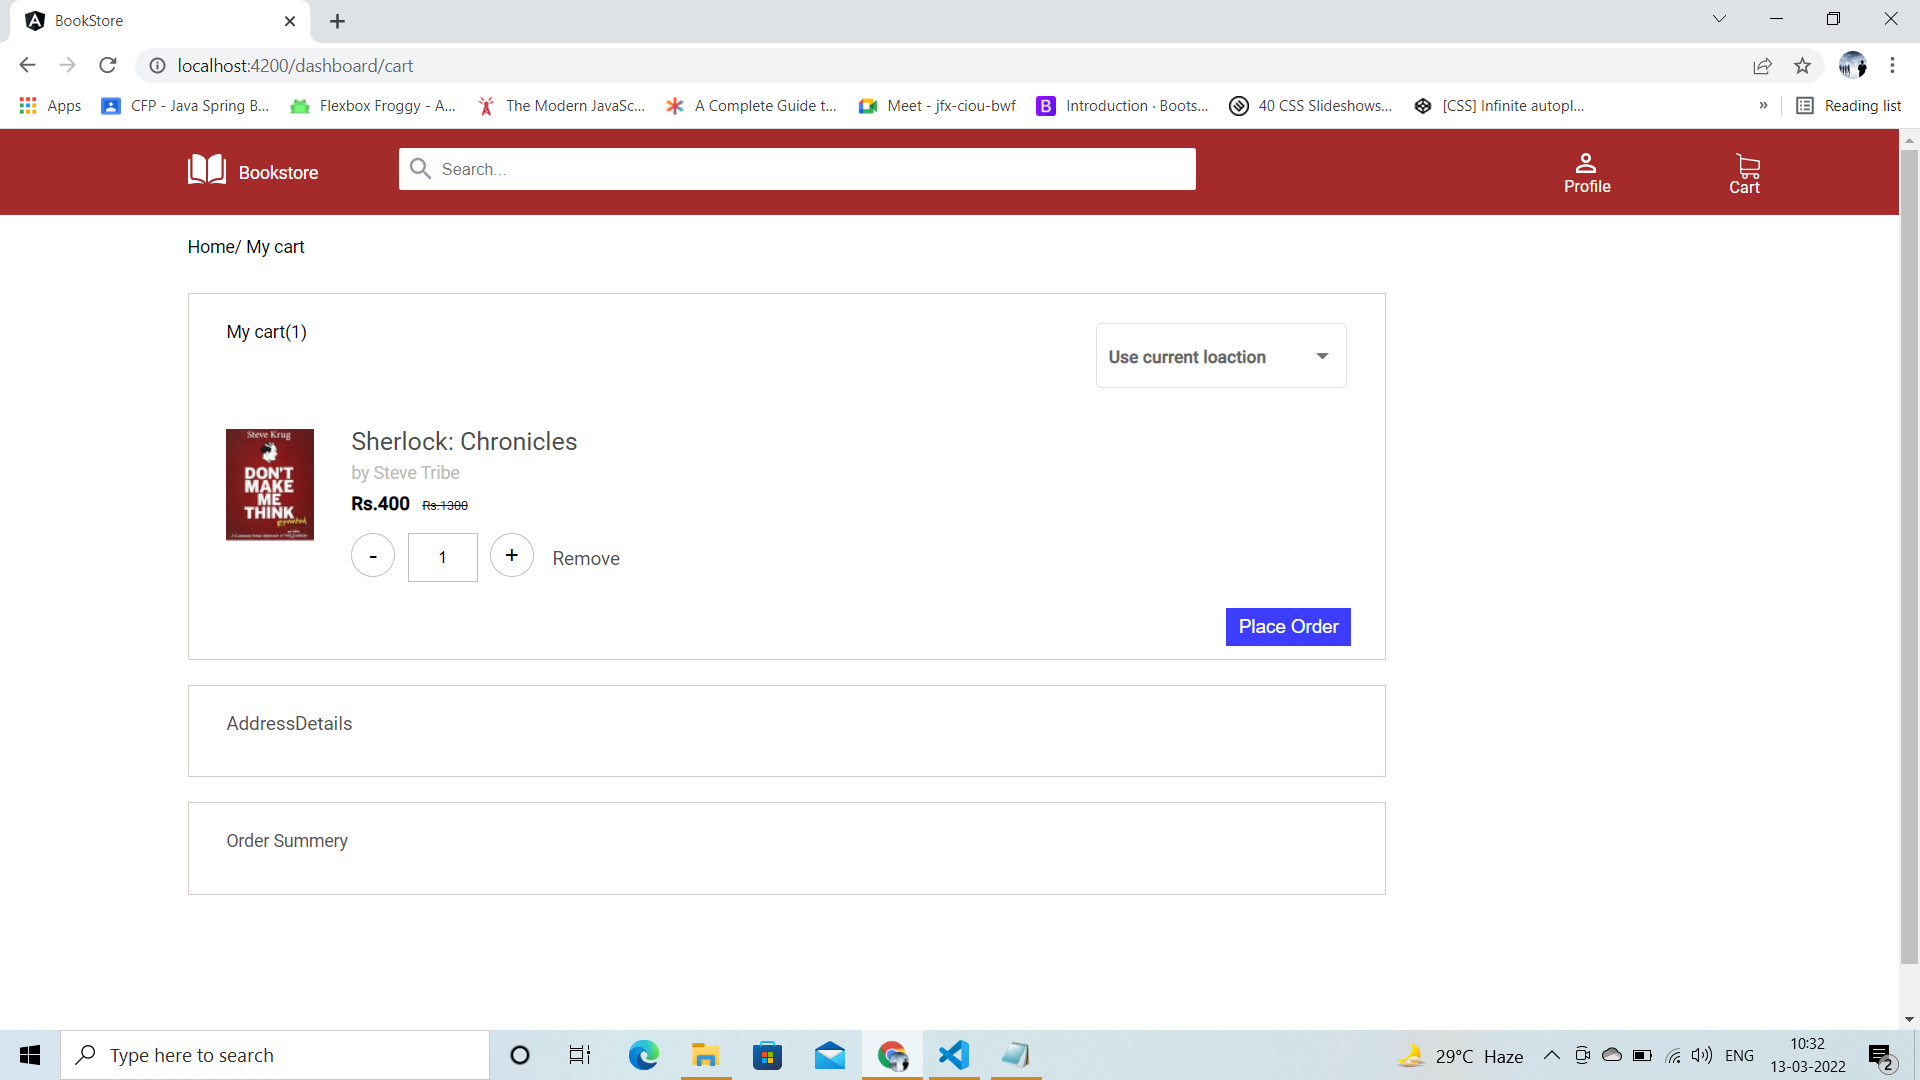 BookStore
localhost:4200/dashboard/cart
Apps
CFP - Java Spring B...
Flexbox Froggy - A...
The Modern JavaSc...
A Complete Guide t...
Meet - jfx-ciou-bwf
B
Introduction · Boots...
40 CSS Slideshows...
[CSS] Infinite autopl...
»
Reading list
Bookstore
Search...
Profile
Cart
Home/ My cart
My cart(1)
Use current loaction
Steve Krug
DON'T
MAKE
ME
THINK
Sherlock: Chronicles
by Steve Tribe
Rs.400 Rs.1300
- 1 + Remove
Place Order
AddressDetails
Order Summery
Type here to search
29°C Haze
ENG
10:32
13-03-2022
2